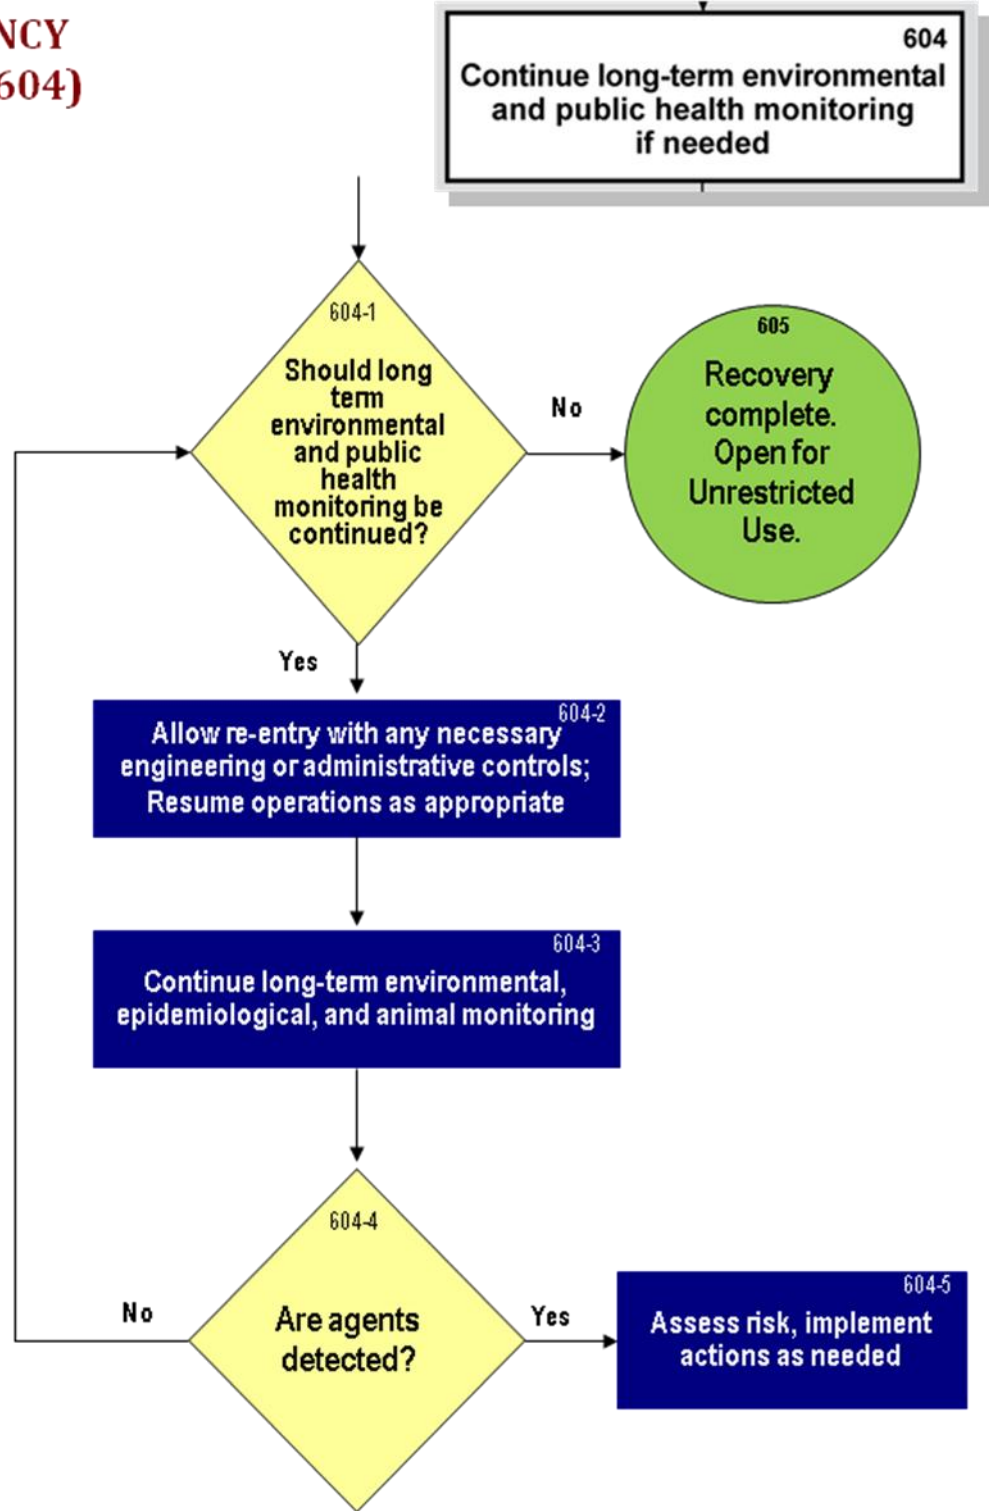 NCY
604)
604
Continue long-term environmental
and public health monitoring
if needed
604-1
Should long
term
environmental
and public
health
monitoring be
continued?
No
605
Recovery
complete.
Open for
Unrestricted
Use.
Yes
604-2
Allow re-entry with any necessary
engineering or administrative controls;
Resume operations as appropriate
604-3
Continue long-term environmental,
epidemiological, and animal monitoring
604-4
Are agents
detected?
No
Yes
604-5
Assess risk, implement
actions as needed